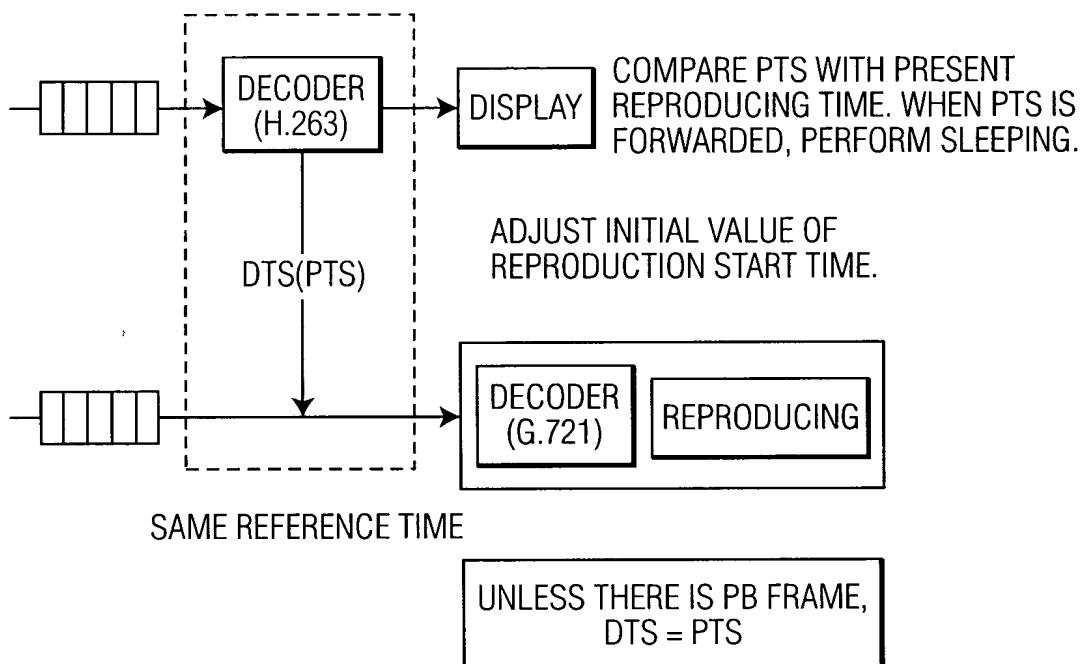 DECODER
(H.263)
DISPLAY
COMPARE PTS WITH PRESENT
REPRODUCING TIME. WHEN PTS IS
FORWARDED, PERFORM SLEEPING.
ADJUST INITIAL VALUE OF
REPRODUCTION START TIME.
DTS(PTS)
DECODER
(G.721)
REPRODUCING
SAME REFERENCE TIME
UNLESS THERE IS PB FRAME,
DTS = PTS